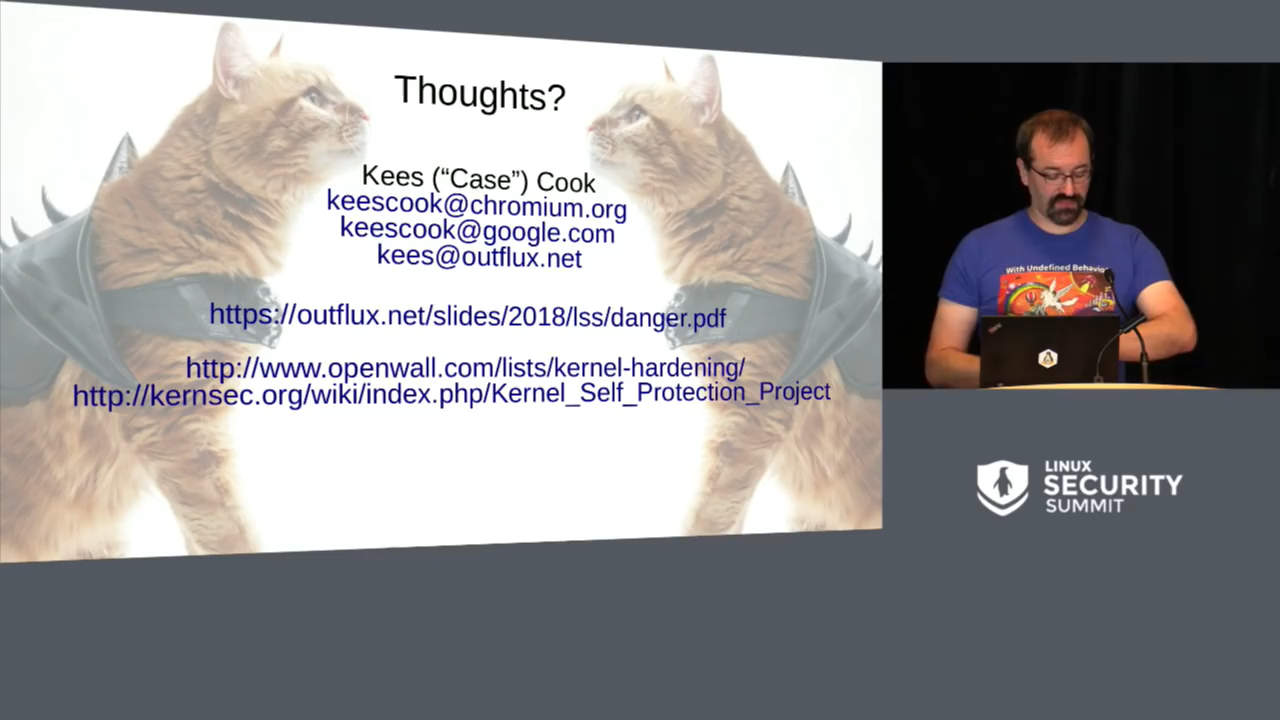 Thoughts?
Kees (“Case”) Cook
keescook@chromium.org
keescook@google.com
kees@outflux.net
https://outflux.net/slides/2018/lss/danger.pdf
http://www.openwall.com/lists/kernel-hardening/
http://kernsec.org/wiki/index.php/Kernel_Self_Protection_Project
With Undefined
LINUX
SECURITY
SUMMIT